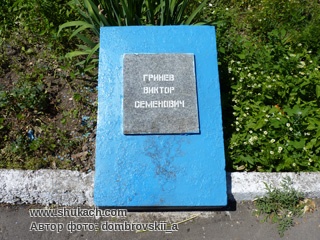 ГРИНЕВ
ВИКТОР
СЕМЕНОВИЧ
www.shukach.com
Автор фото: dombrovskii_a